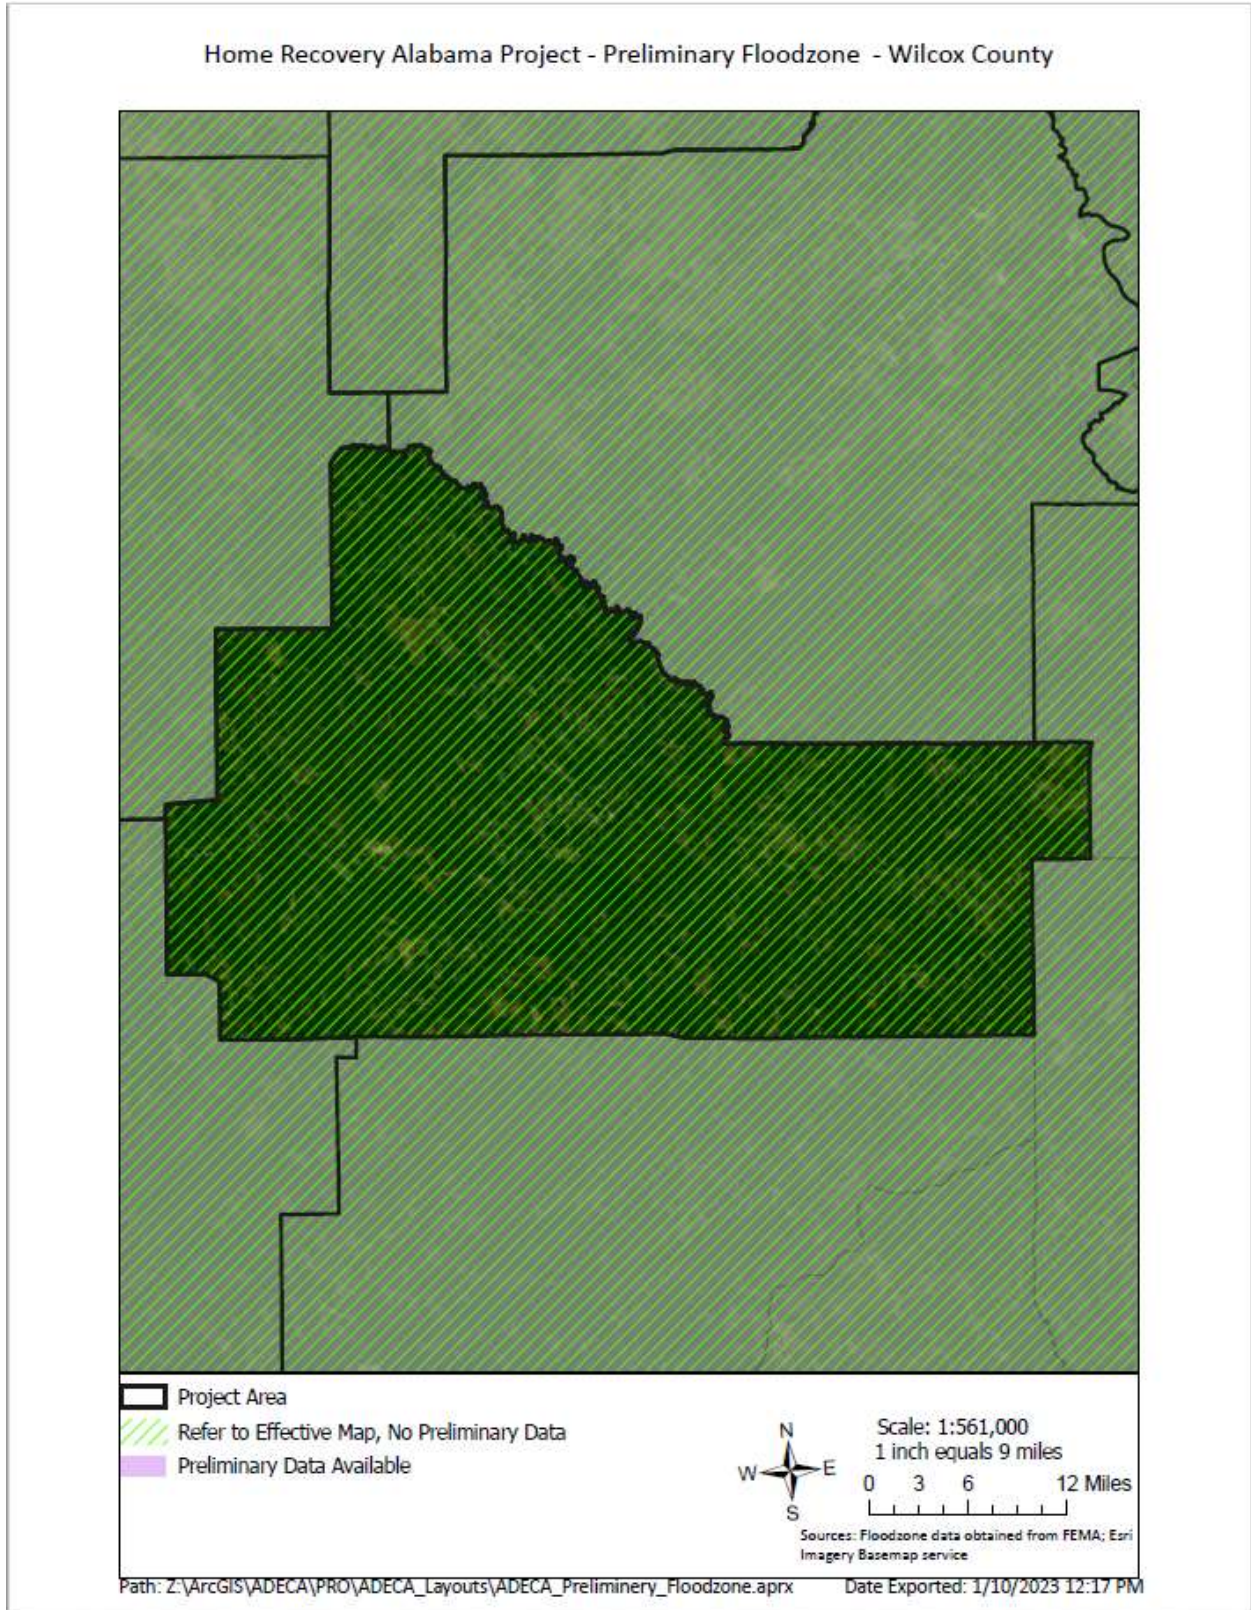 Home Recovery Alabama Project - Preliminary Floodzone - Wilcox County
Project Area
Refer to Effective Map, No Preliminary Data
Preliminary Data Available
N
W E
S
Scale: 1:561,000
1 inch equals 9 miles
0 3 6 12 Miles
Sources: Floodzone data obtained from FEMA; Esri
Imagery Basemap service
Path: Z:\ArcGIS\ADECA\PRO\ADECA_Layouts\ADECA_Preliminery_Floodzone.aprx Date Exported: 1/10/2023 12:17 PM